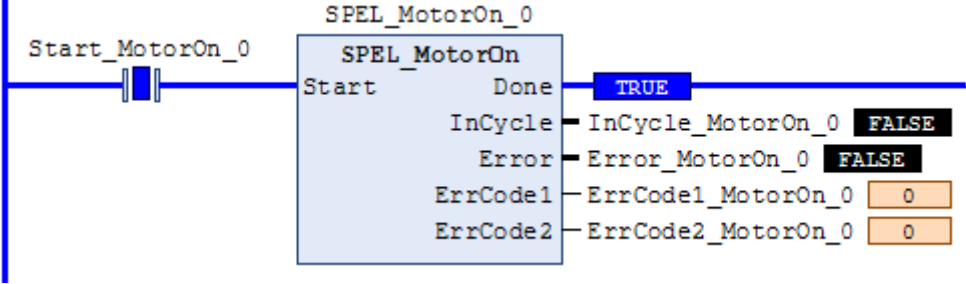 SPEL_MotorOn_0
Start_MotorOn_0
SPEL_MotorOn
Start Done TRUE
InCycle InCycle_MotorOn_0 FALSE
Error Error_MotorOn_0 FALSE
ErrCode1 ErrCode1_MotorOn_0 0
ErrCode2 ErrCode2_MotorOn_0 0